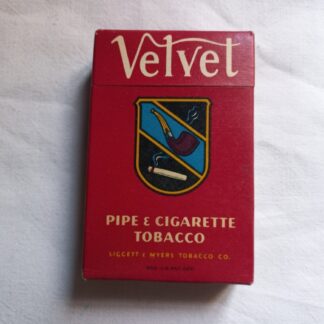 Velvet
PIPE & CIGARETTE
TOBACCO
LIGGETT & MYERS TOBACCO CO.